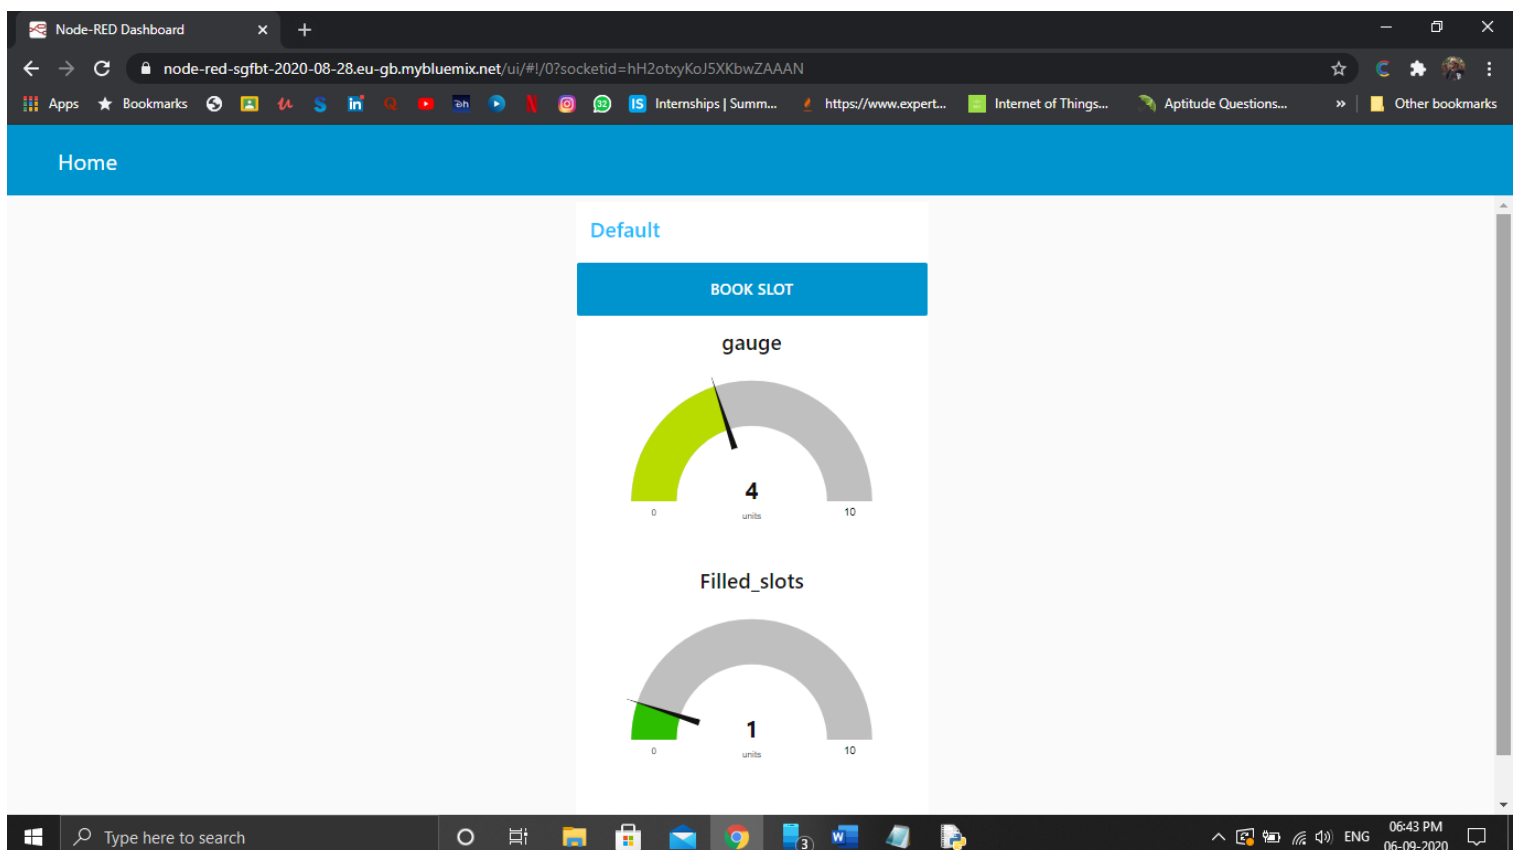 Node-RED Dashboard
node-red-sgfbt-2020-08-28.eu-gb.mybluemix.net/ui/#!/0?socketid=hH2otxyKoJ5XKbwZAAAN
Apps Bookmarks Internships | Summ... https://www.expert... Internet of Things... Aptitude Questions... » Other bookmarks
Home
Default
BOOK SLOT
gauge
4
0 units 10
Filled_slots
1
0 units 10
Type here to search
ENG
06:43 PM
06-09-2020